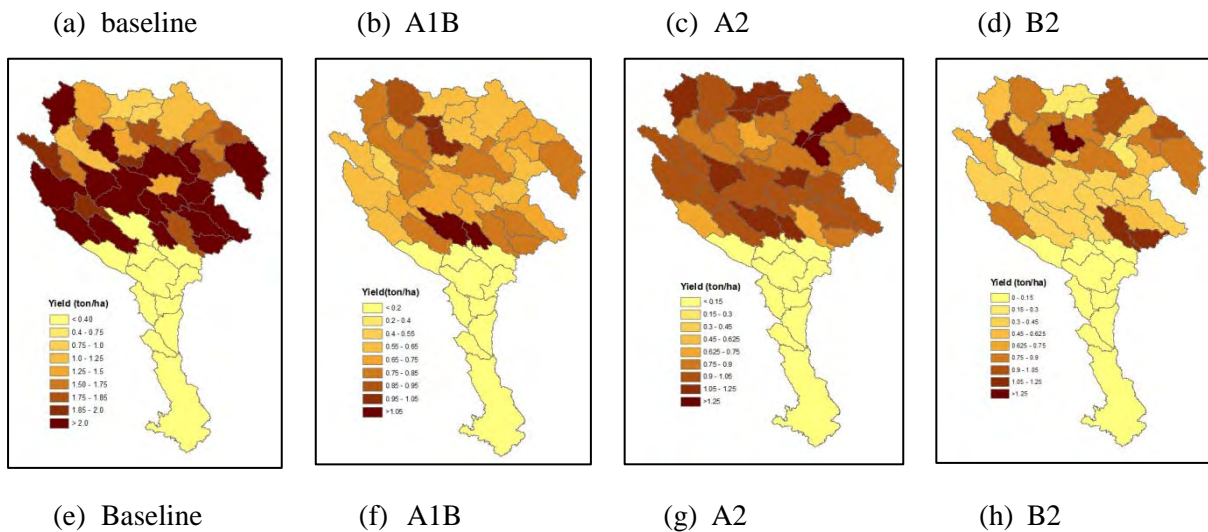 (a) baseline (b) A1B (c) A2 (d) B2
Yield (ton/ha)
< 0.40
0.4 - 0.75
0.75 - 1.0
1.0 - 1.25
1.25 - 1.5
1.50 - 1.75
1.75 - 1.85
1.85 - 2.0
> 2.0
Yield(ton/ha)
< 0.2
0.2 - 0.4
0.4 - 0.55
0.55 - 0.65
0.65 - 0.75
0.75 - 0.85
0.85 - 0.95
0.95 - 1.05
>1.05
Yield (ton/ha)
< 0.15
0.15 - 0.3
0.3 - 0.45
0.45 - 0.625
0.625 - 0.75
0.75 - 0.9
0.9 - 1.05
1.05 - 1.25
>1.25
Yield (ton/ha)
0 - 0.15
0.15 - 0.3
0.3 - 0.45
0.45 - 0.625
0.625 - 0.75
0.75 - 0.9
0.9 - 1.05
1.05 - 1.25
>1.25
(e) Baseline (f) A1B (g) A2 (h) B2